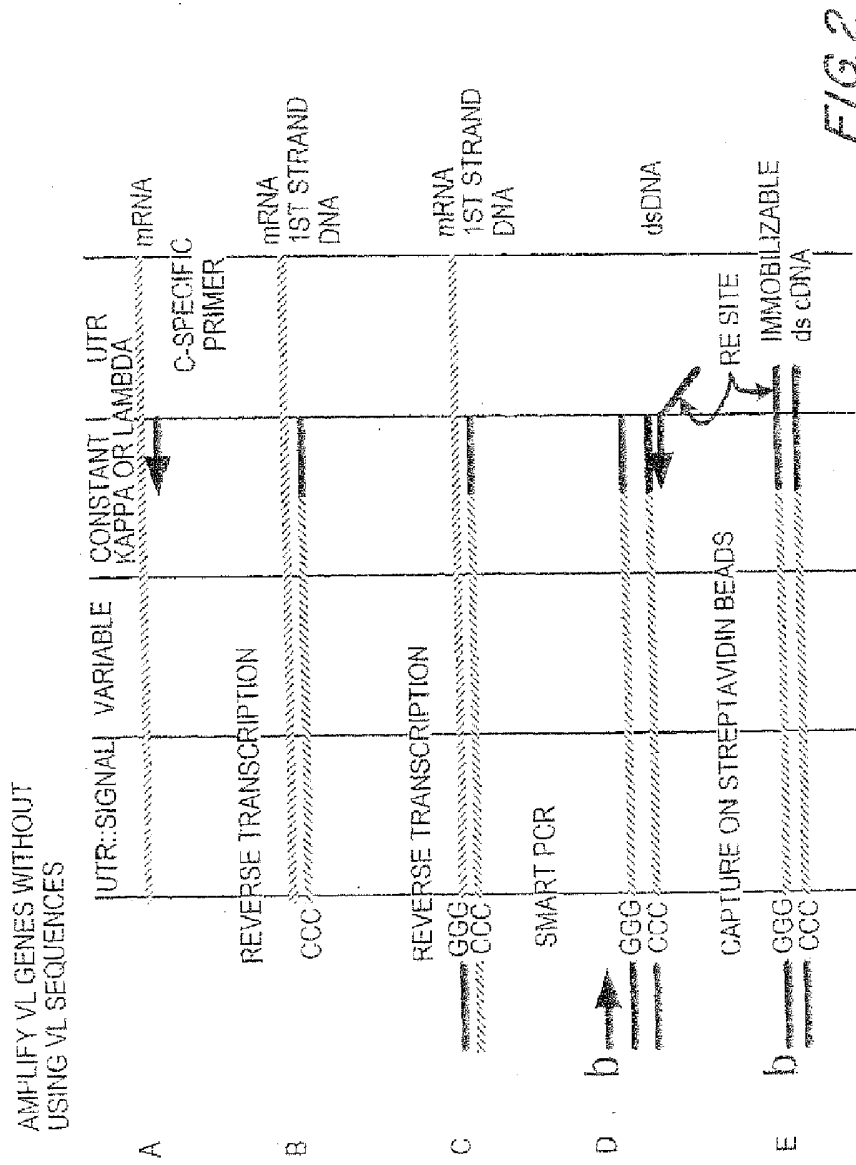 AMPLIFY VL GENES WITHOUT
USING VL SEQUENCES
UTR::SIGNAL
VARIABLE
CONSTANT
KAPPA OR LAMBDA
UTR
A
mRNA
C-SPECIFIC
PRIMER
REVERSE TRANSCRIPTION
B
CCC
mRNA
1ST STRAND
DNA
REVERSE TRANSCRIPTION
C
GGG
CCC
mRNA
1ST STRAND
DNA
SMART PCR
D
b
GGG
CCC
dsDNA
RE SITE
CAPTURE ON STREPTAVIDIN BEADS
E
b
GGG
CCC
IMMOBILIZABLE
ds cDNA
FIG. 2